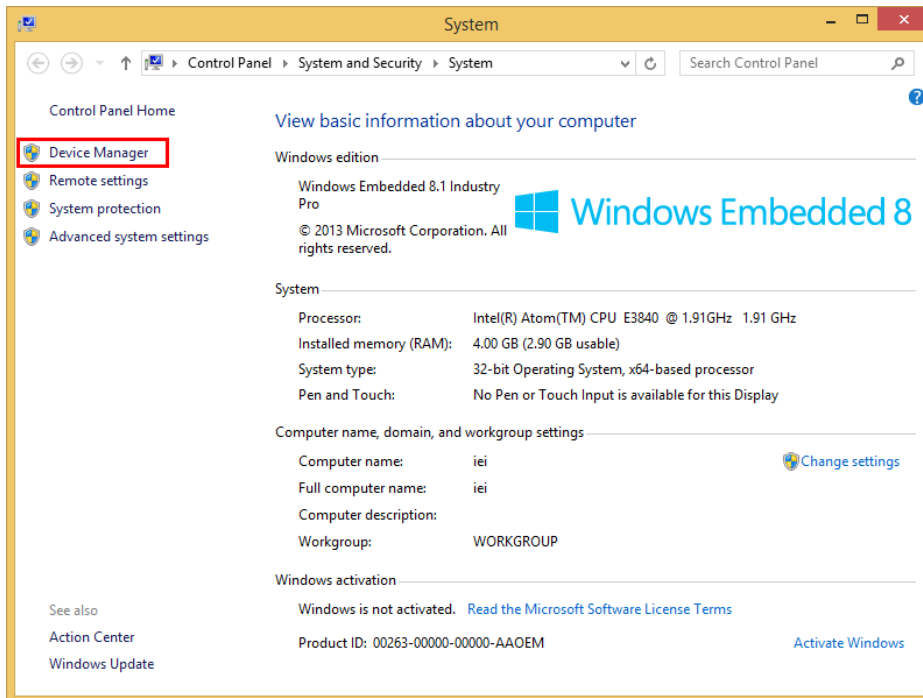 System
Control Panel System and Security System
Search Control Panel
Control Panel Home
Device Manager
Remote settings
System protection
Advanced system settings
See also
Action Center
Windows Update
?
View basic information about your computer
Windows edition
Windows Embedded 8.1 Industry
Pro
© 2013 Microsoft Corporation. All
rights reserved.
Windows Embedded 8
System
Processor: Intel(R) Atom(TM) CPU E3840 @ 1.91GHz 1.91 GHz
Installed memory (RAM): 4.00 GB (2.90 GB usable)
System type: 32-bit Operating System, x64-based processor
Pen and Touch: No Pen or Touch Input is available for this Display
Computer name, domain, and workgroup settings
Computer name: iei Change settings
Full computer name: iei
Computer description:
Workgroup: WORKGROUP
Windows activation
Windows is not activated. Read the Microsoft Software License Terms
Product ID: 00263-00000-00000-AAOEM Activate Windows